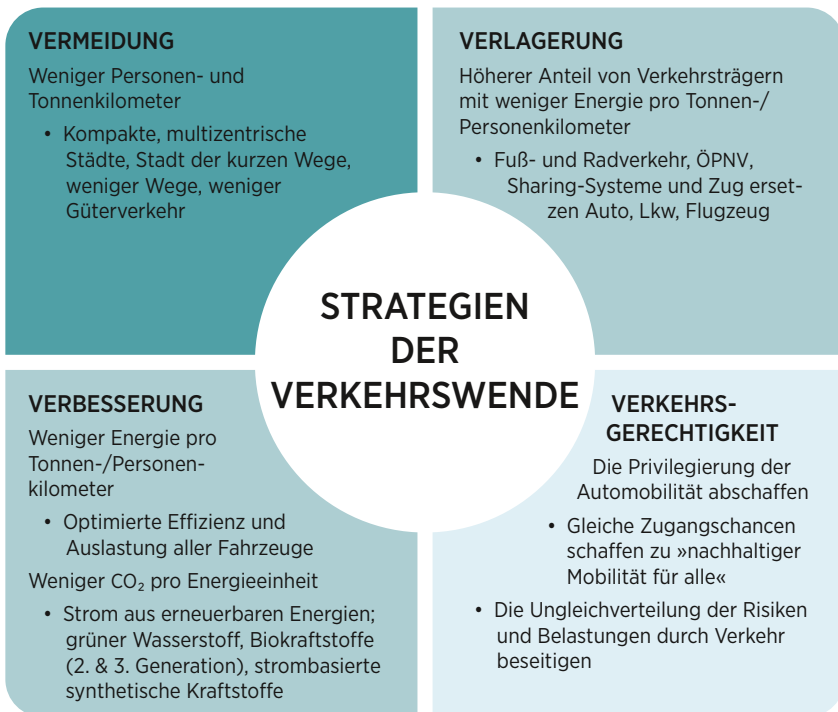 VERMEIDUNG
Weniger Personen- und
Tonnenkilometer
• Kompakte, multizentrische
Städte, Stadt der kurzen Wege,
weniger Wege, weniger
Güterverkehr
VERLAGERUNG
Höherer Anteil von Verkehrsträgern
mit weniger Energie pro Tonnen-/
Personenkilometer
• Fuß- und Radverkehr, ÖPNV,
Sharing-Systeme und Zug erset-
zen Auto, Lkw, Flugzeug
STRATEGIEN
DER
VERKEHRSWENDE
VERBESSERUNG
Weniger Energie pro
Tonnen-/Personen-
kilometer
• Optimierte Effizienz und
Auslastung aller Fahrzeuge
Weniger CO₂ pro Energieeinheit
• Strom aus erneuerbaren Energien;
grüner Wasserstoff, Biokraftstoffe
(2. & 3. Generation), strombasierte
synthetische Kraftstoffe
VERKEHRS-
GERECHTIGKEIT
Die Privilegierung der
Automobilität abschaffen
• Gleiche Zugangschancen
schaffen zu »nachhaltiger
Mobilität für alle«
• Die Ungleichverteilung der Risiken
und Belastungen durch Verkehr
beseitigen